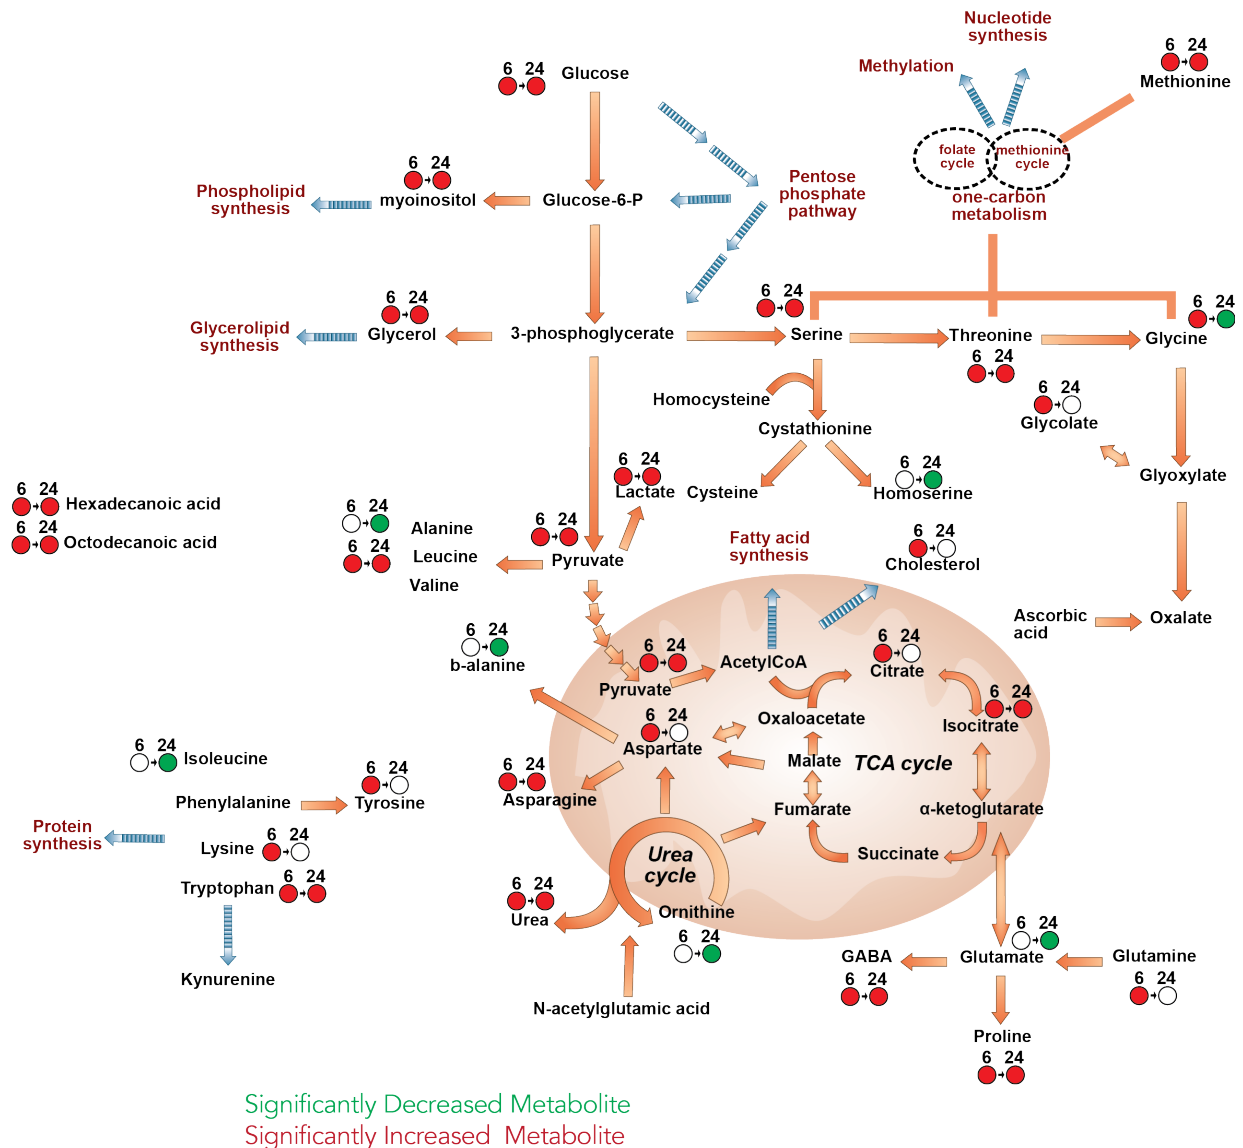 Nucleotide
synthesis
6 24
Methionine
Methylation
6 24
Glucose
folate
cycle
methionine
cycle
one-carbon
metabolism
6 24
myoinositol
Phospholipid
synthesis
Glucose-6-P
Pentose
phosphate
pathway
6 24
Glycerol
Glycerolipid
synthesis
3-phosphoglycerate
6 24
Serine
Threonine
6 24
6 24
Glycine
Homocysteine
6 24
Glycolate
Cystathionine
Glyoxylate
6 24
Lactate
Cysteine
6 24
Homoserine
6 24
Hexadecanoic acid
6 24
Octodecanoic acid
6 24
Alanine
6 24
Leucine
Valine
6 24
Pyruvate
Fatty acid
synthesis
6 24
Cholesterol
Ascorbic
acid
Oxalate
6 24
b-alanine
6 24
Pyruvate
AcetylCoA
6 24
Citrate
6 24
Isocitrate
Oxaloacetate
6 24
Aspartate
Malate
TCA cycle
6 24
Isoleucine
Phenylalanine
6 24
Tyrosine
6 24
Asparagine
Fumarate
α-ketoglutarate
Protein
synthesis
Lysine
6 24
Tryptophan
6 24
Urea
cycle
Succinate
6 24
Urea
Ornithine
6 24
Kynurenine
N-acetylglutamic acid
GABA
6 24
6 24
Glutamate
Glutamine
6 24
Proline
6 24
Significantly Decreased Metabolite
Significantly Increased Metabolite